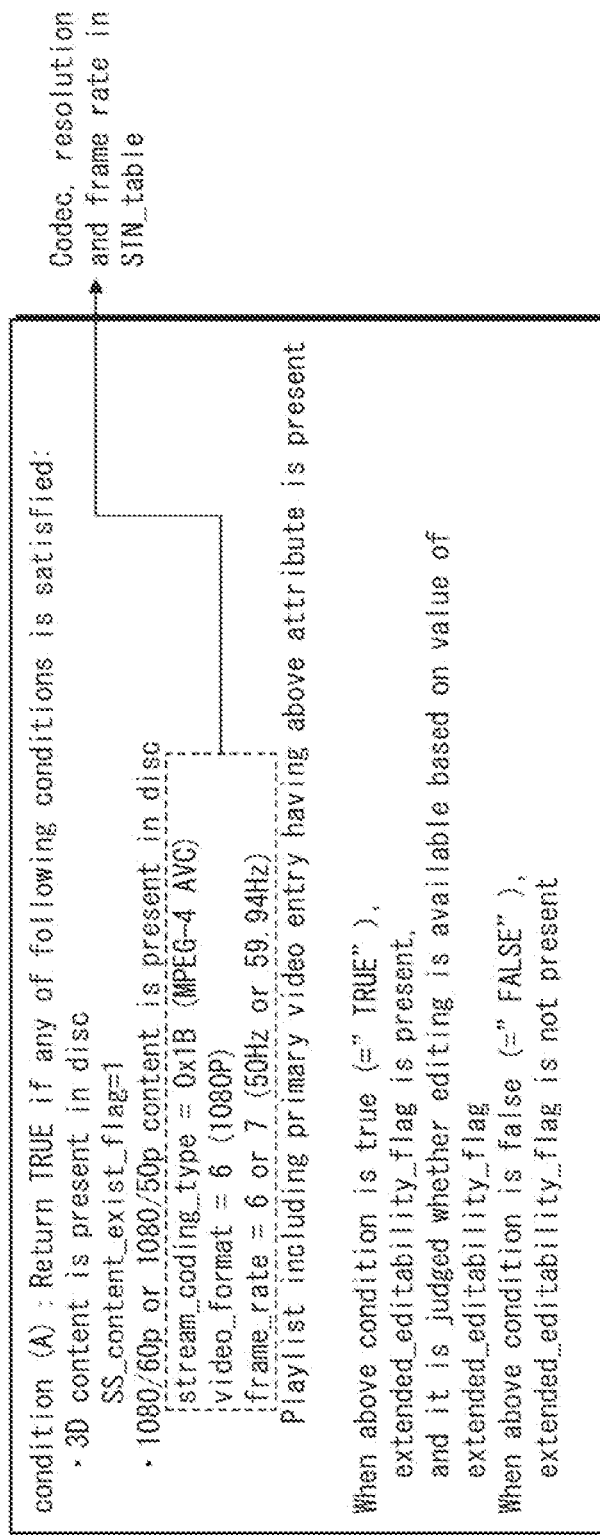 condition (A) : Return TRUE if any of following conditions is satisfied:
・3D content is present in disc
SS_content_exist_flag=1
・1080/60p or 1080/50p content is present in disc
stream_coding_type = 0x1B (MPEG-4 AVC)
video_format = 6 (1080P)
frame_rate = 6 or 7 (50Hz or 59.94Hz)
Playlist including primary video entry having above attribute is present
When above condition is true (=”TRUE”),
extended_editability_flag is present,
and it is judged whether editing is available based on value of
extended_editability_flag
When above condition is false (=”FALSE”),
extended_editability_flag is not present
Codec, resolution
and frame rate in
STN_table